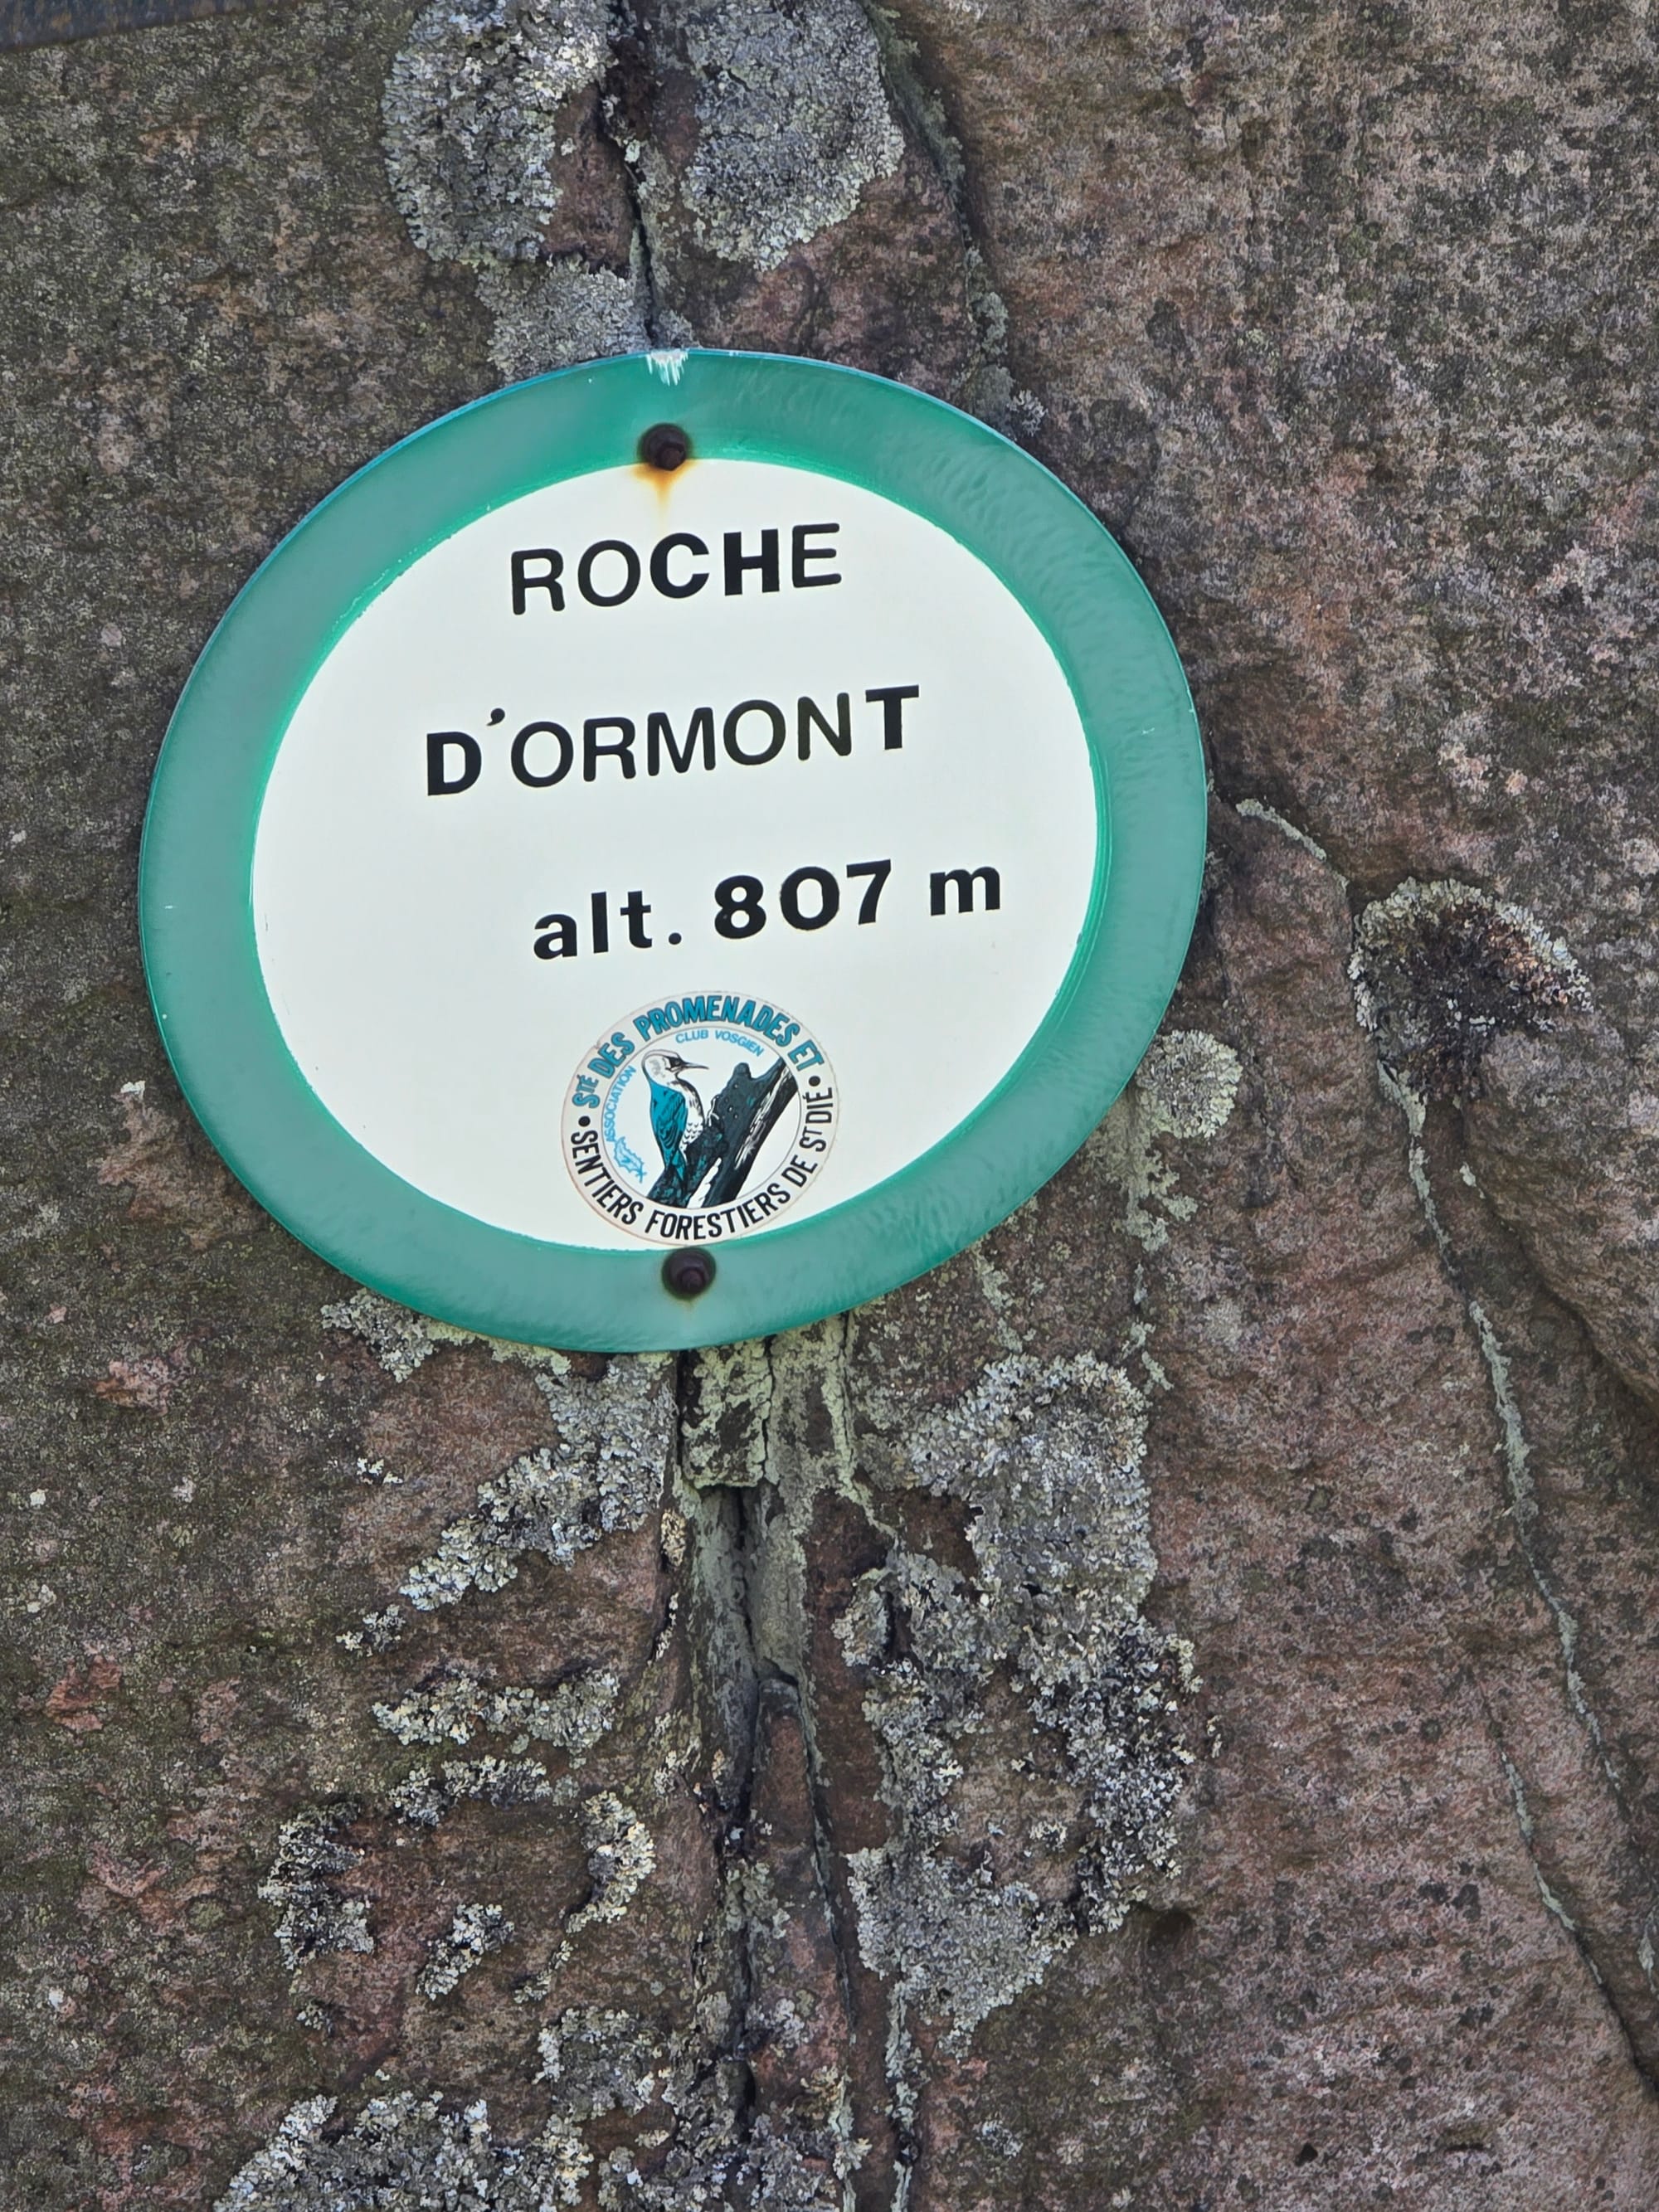 ROCHE
D'ORMONT
alt. 807 m
STÉ DES PROMENADES ET
SENTIERS FORESTIERS DE ST DIÉ
ASSOCIATION
CLUB VOSGIEN